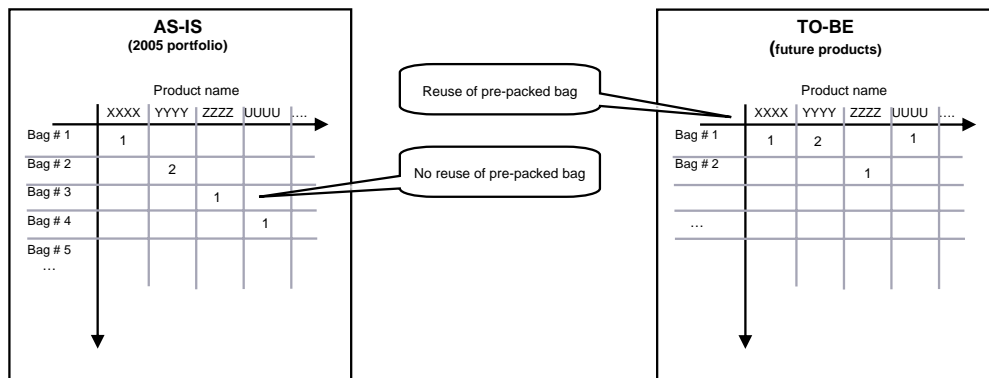 AS-IS
(2005 portfolio)
Product name
XXXX YYYY ZZZZ UUUU ....
Bag # 1 1
Bag # 2 2
Bag # 3 1
Bag # 4 1
Bag # 5
...
Reuse of pre-packed bag
No reuse of pre-packed bag
TO-BE
(future products)
Product name
XXXX YYYY ZZZZ UUUU ....
Bag # 1 1 2 1
Bag # 2 1
...